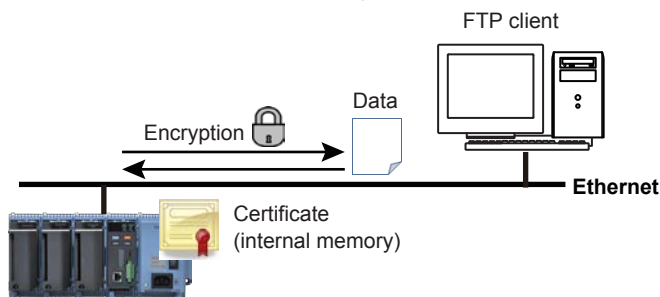 FTP client
Data
Encryption
Ethernet
Certificate
(internal memory)